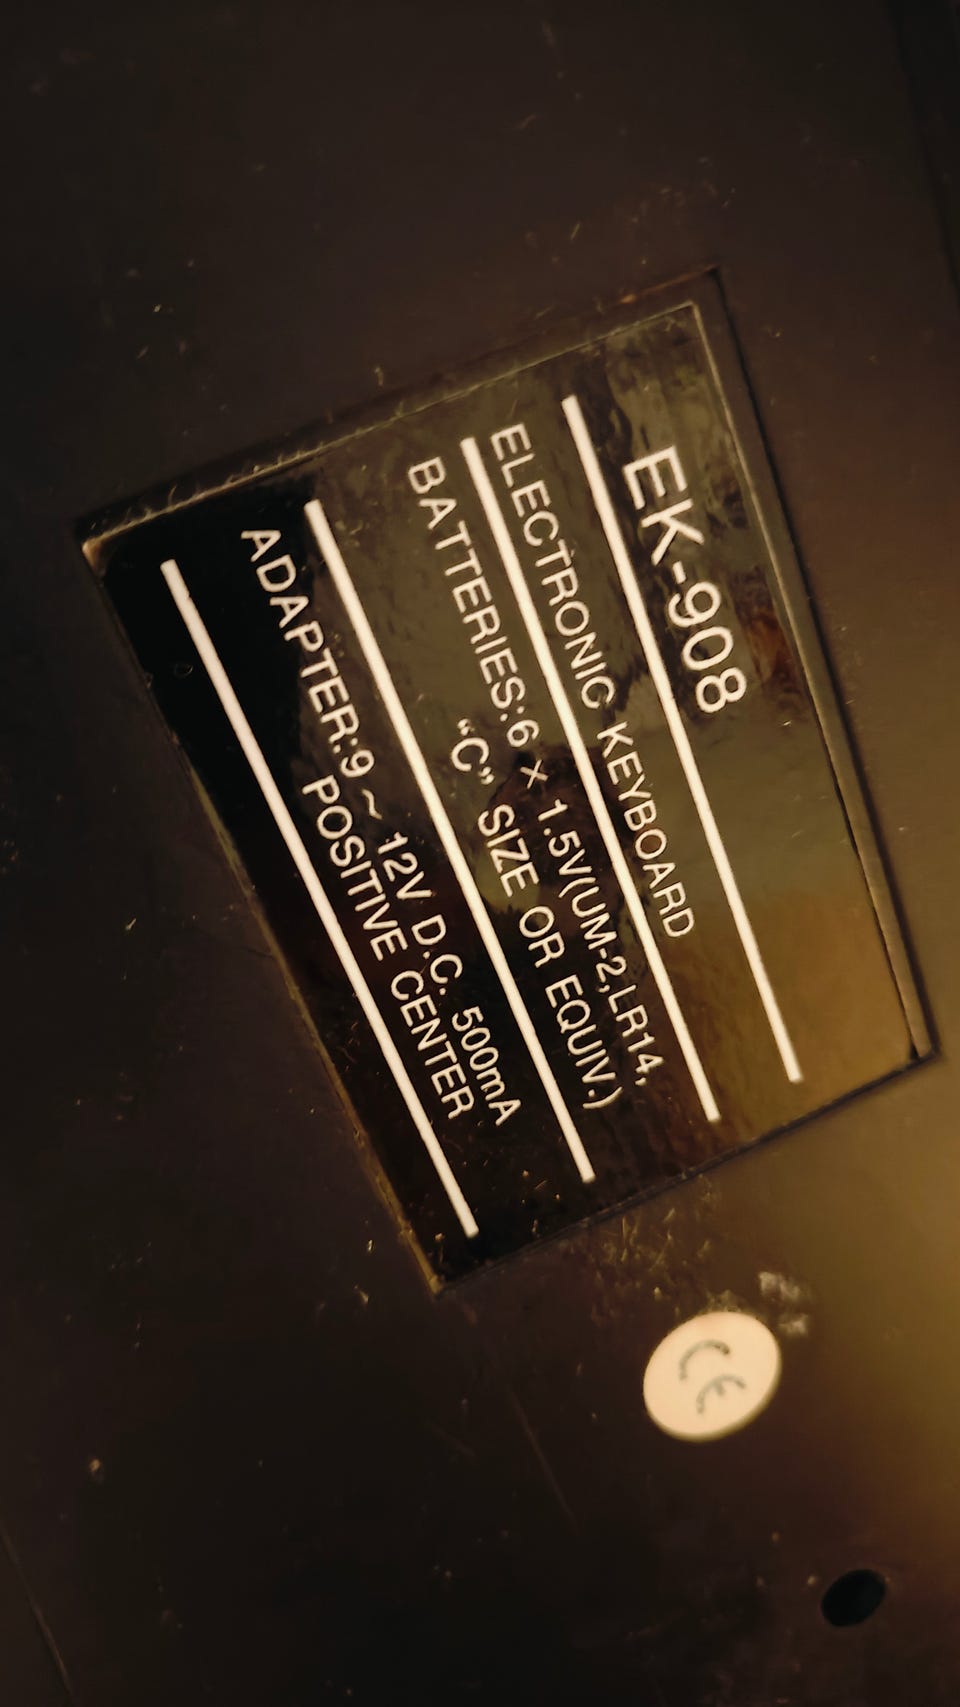 EK-908
ELECTRONIC KEYBOARD
BATTERIES:6 × 1.5V(UM-2,LR14,
“C” SIZE OR EQUIV.)
ADAPTER:9 ~ 12V D.C. 500mA
POSITIVE CENTER
CE